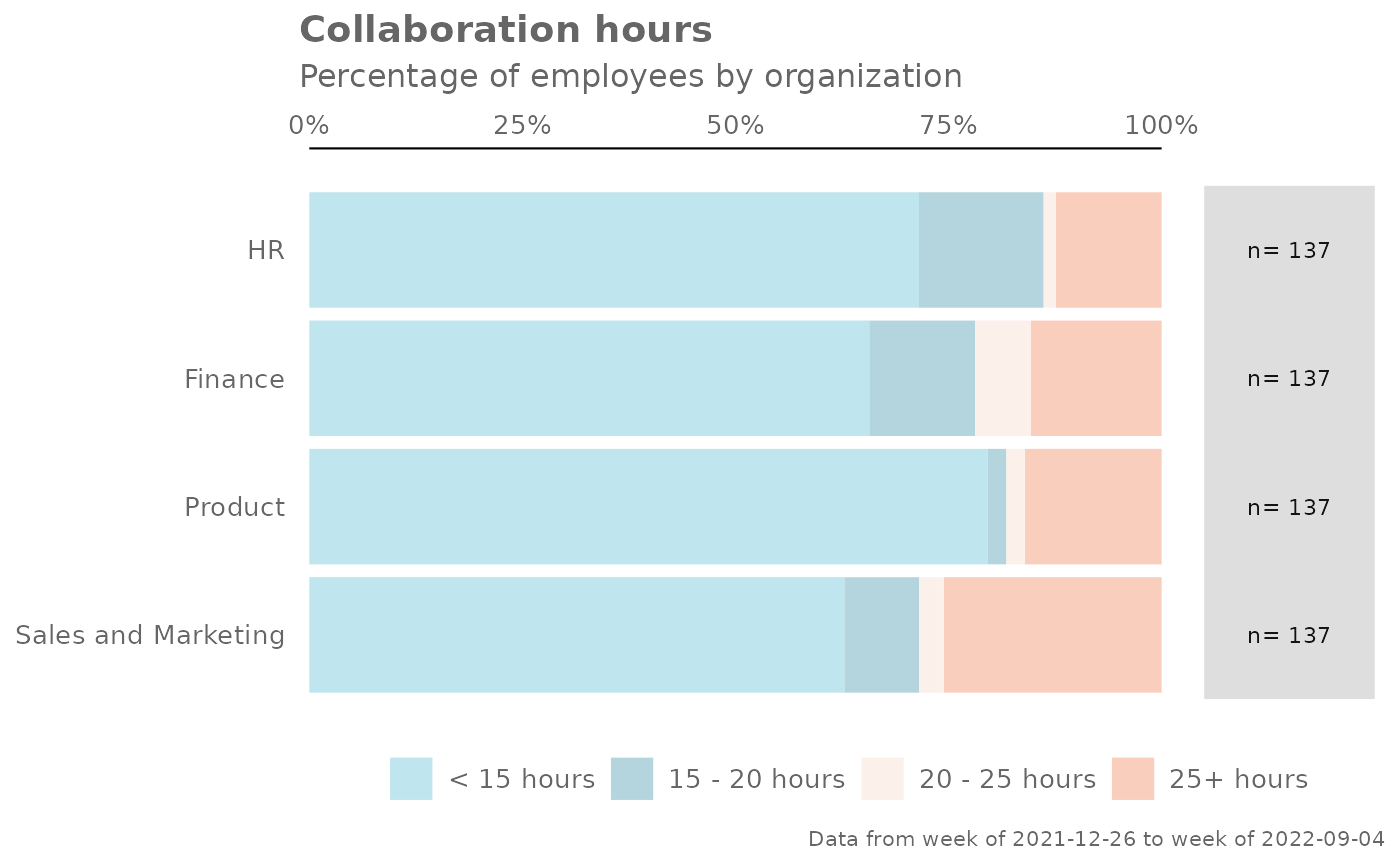 Collaboration hours
Percentage of employees by organization
0% 25% 50% 75% 100%
HR n= 137
Finance n= 137
Product n= 137
Sales and Marketing n= 137
< 15 hours 15 - 20 hours 20 - 25 hours 25+ hours
Data from week of 2021-12-26 to week of 2022-09-04